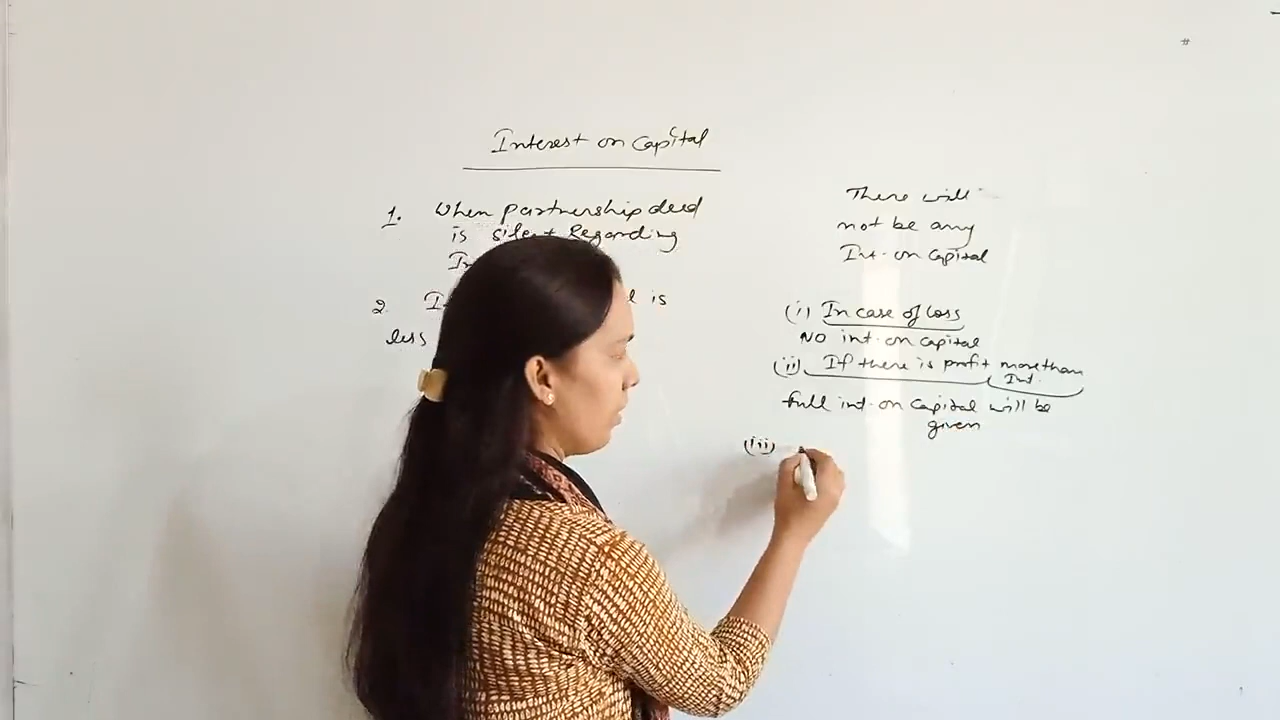 Interest on Capital
1. When partnership deed
is silent Regarding
2.
is
less
There will
not be any
Int. on Capital
(i) In case of loss
NO int. on capital
(ii) If there is profit more than
Int.
full int. on capital will be
given
(iii)